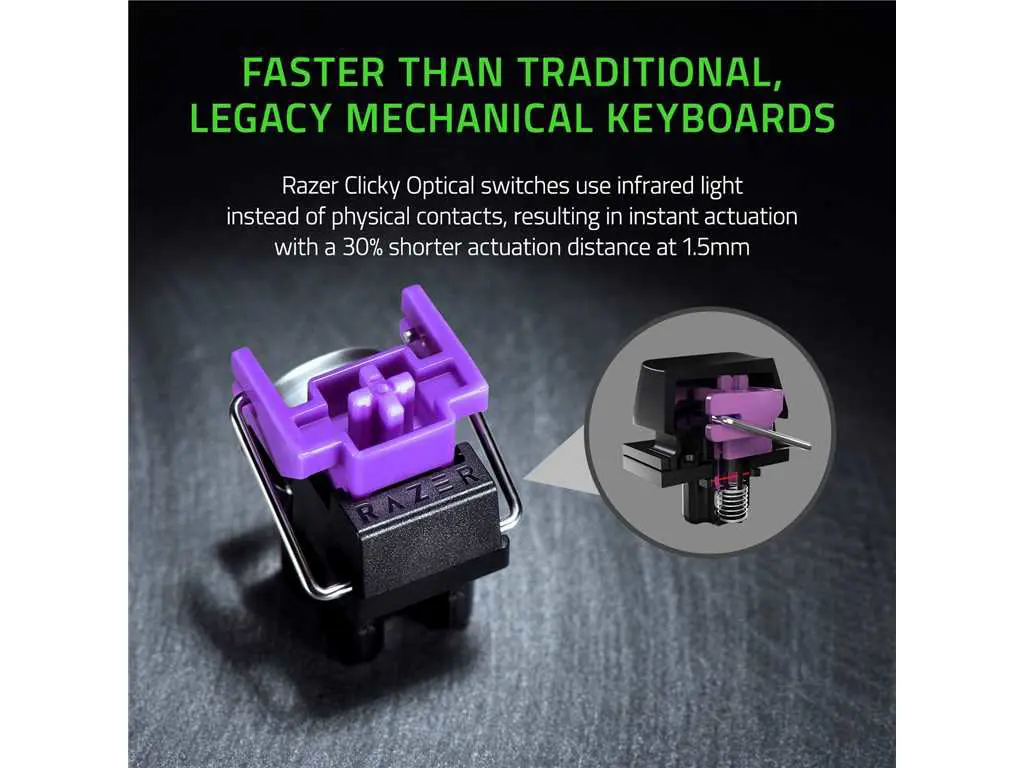 FASTER THAN TRADITIONAL,
LEGACY MECHANICAL KEYBOARDS
Razer Clicky Optical switches use infrared light
instead of physical contacts, resulting in instant actuation
with a 30% shorter actuation distance at 1.5mm
RAZER